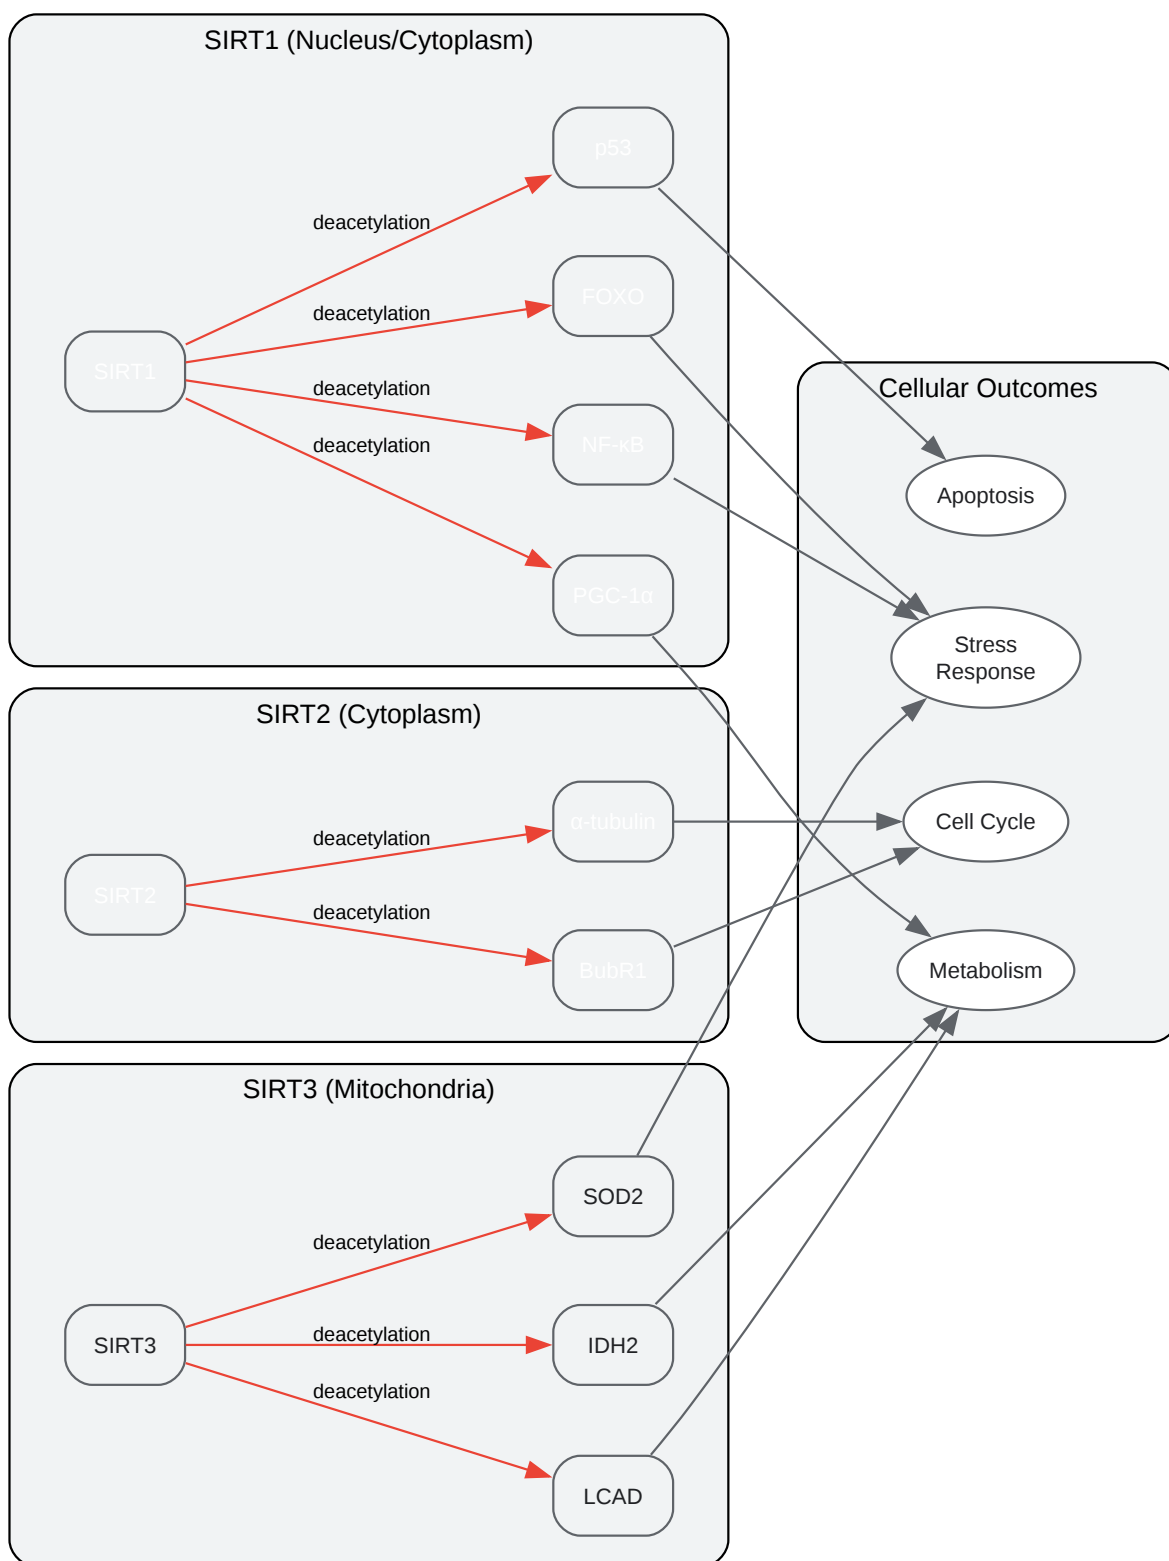 SIRT1 (Nucleus/Cytoplasm)
p53
deacetylation
FOXO
deacetylation
SIRT1
deacetylation
NF-κB
deacetylation
PGC-1α
Cellular Outcomes
Apoptosis
Stress
Response
Cell Cycle
Metabolism
SIRT2 (Cytoplasm)
α-tubulin
deacetylation
SIRT2
deacetylation
BubR1
SIRT3 (Mitochondria)
SOD2
deacetylation
SIRT3
deacetylation
IDH2
deacetylation
LCAD